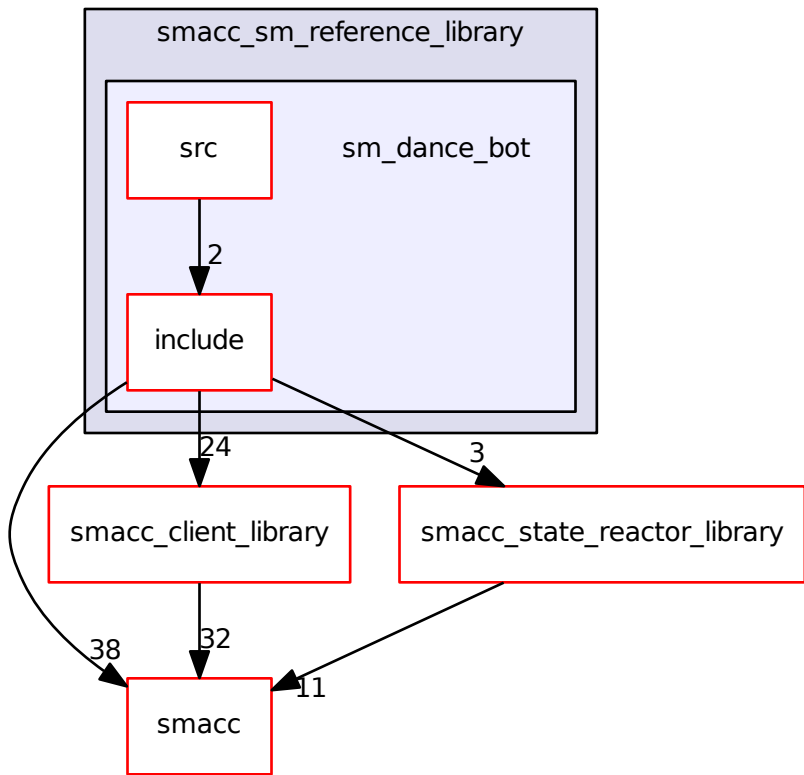 smacc_sm_reference_library
src
sm_dance_bot
2
include
24
3
smacc_client_library
smacc_state_reactor_library
38
32
11
smacc